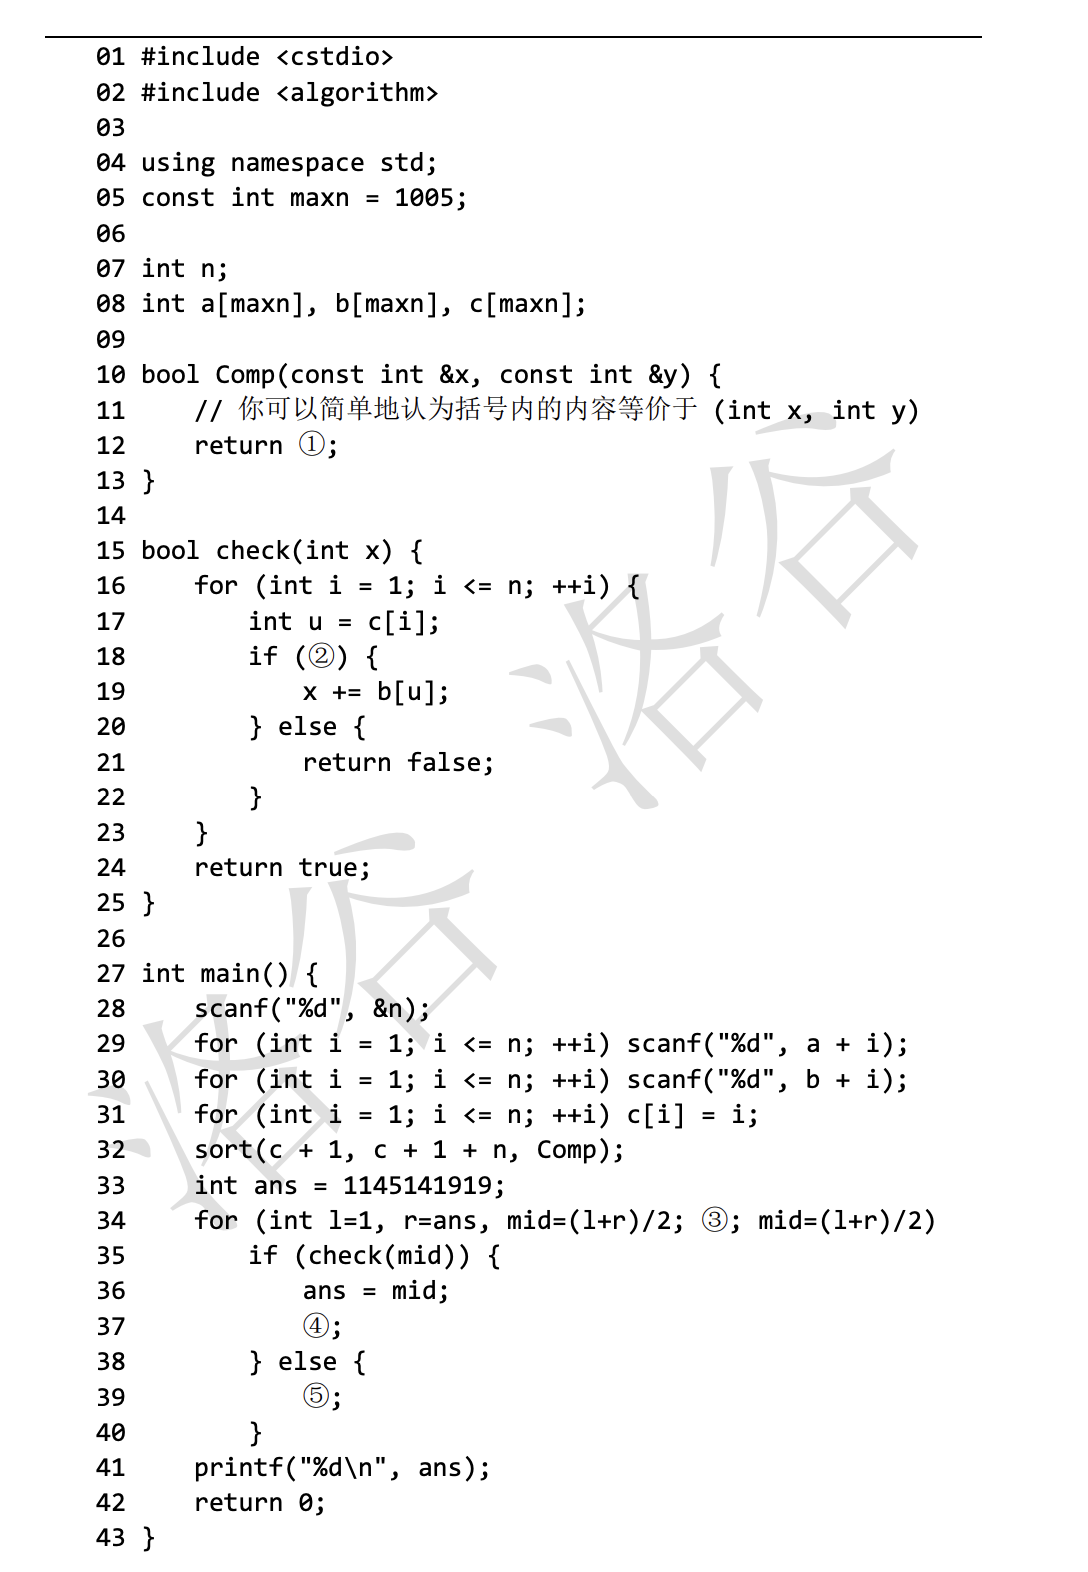 01 #include <cstdio>
02 #include <algorithm>
03
04 using namespace std;
05 const int maxn = 1005;
06
07 int n;
08 int a[maxn], b[maxn], c[maxn];
09
10 bool Comp(const int &x, const int &y) {
11     // 你可以简单地认为括号内的内容等价于 (int x, int y)
12     return ①;
13 }
14
15 bool check(int x) {
16     for (int i = 1; i <= n; ++i) {
17         int u = c[i];
18         if (②) {
19             x += b[u];
20         } else {
21             return false;
22         }
23     }
24     return true;
25 }
26
27 int main() {
28     scanf("%d", &n);
29     for (int i = 1; i <= n; ++i) scanf("%d", a + i);
30     for (int i = 1; i <= n; ++i) scanf("%d", b + i);
31     for (int i = 1; i <= n; ++i) c[i] = i;
32     sort(c + 1, c + 1 + n, Comp);
33     int ans = 1145141919;
34     for (int l=1, r=ans, mid=(l+r)/2; ③; mid=(l+r)/2)
35         if (check(mid)) {
36             ans = mid;
37             ④;
38         } else {
39             ⑤;
40         }
41     printf("%d\n", ans);
42     return 0;
43 }
洛谷 洛谷